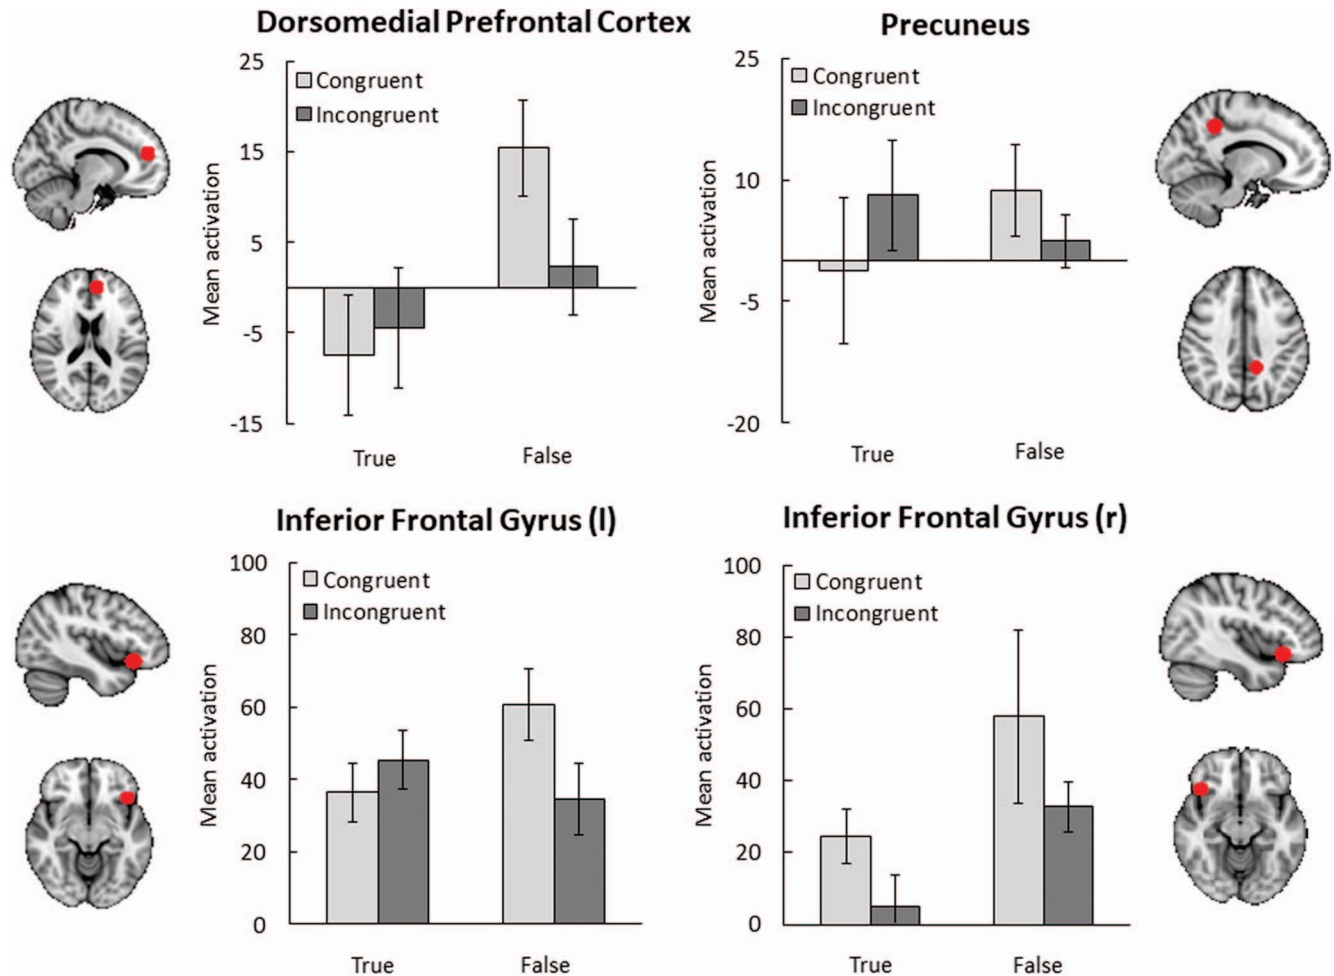 Dorsomedial Prefrontal Cortex
25
15
5
-5
-15
Mean activation
Congruent
Incongruent
True
False
Precuneus
25
10
-5
-20
Mean activation
Congruent
Incongruent
True
False
Inferior Frontal Gyrus (l)
100
80
60
40
20
0
Mean activation
Congruent
Incongruent
True
False
Inferior Frontal Gyrus (r)
100
80
60
40
20
0
Mean activation
Congruent
Incongruent
True
False